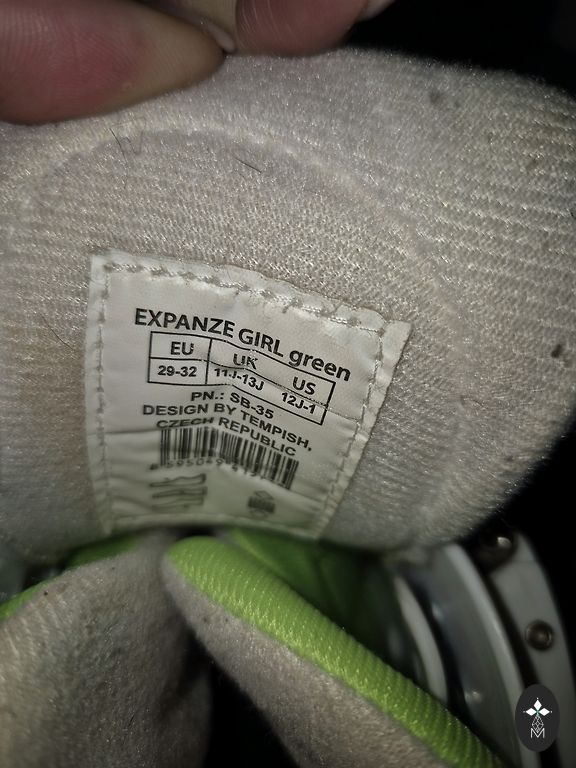 EXPANZE GIRL green
EU UK US
29-32 11J-13J 12J-1
PN.: SB-35
DESIGN BY TEMPISH,
CZECH REPUBLIC